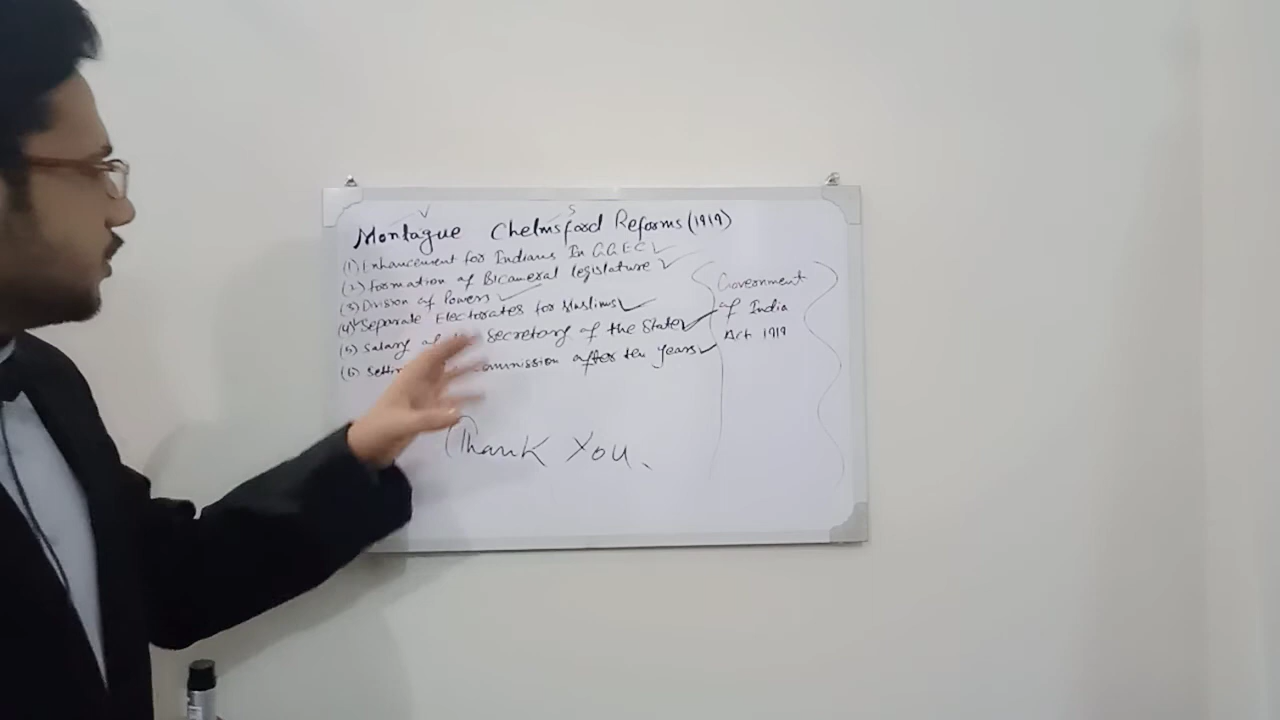 V S
Montague Chelmsford Reforms (1919)
(1) Enhancement for Indians In G.G.E.C
(2) Formation of Bicameral legislature
(3) Division of Powers
(4) Separate Electorates for Muslims
(5) Salary of Secretary of the State
(6) after ten years
Government
of India
Act 1919
Thank You.